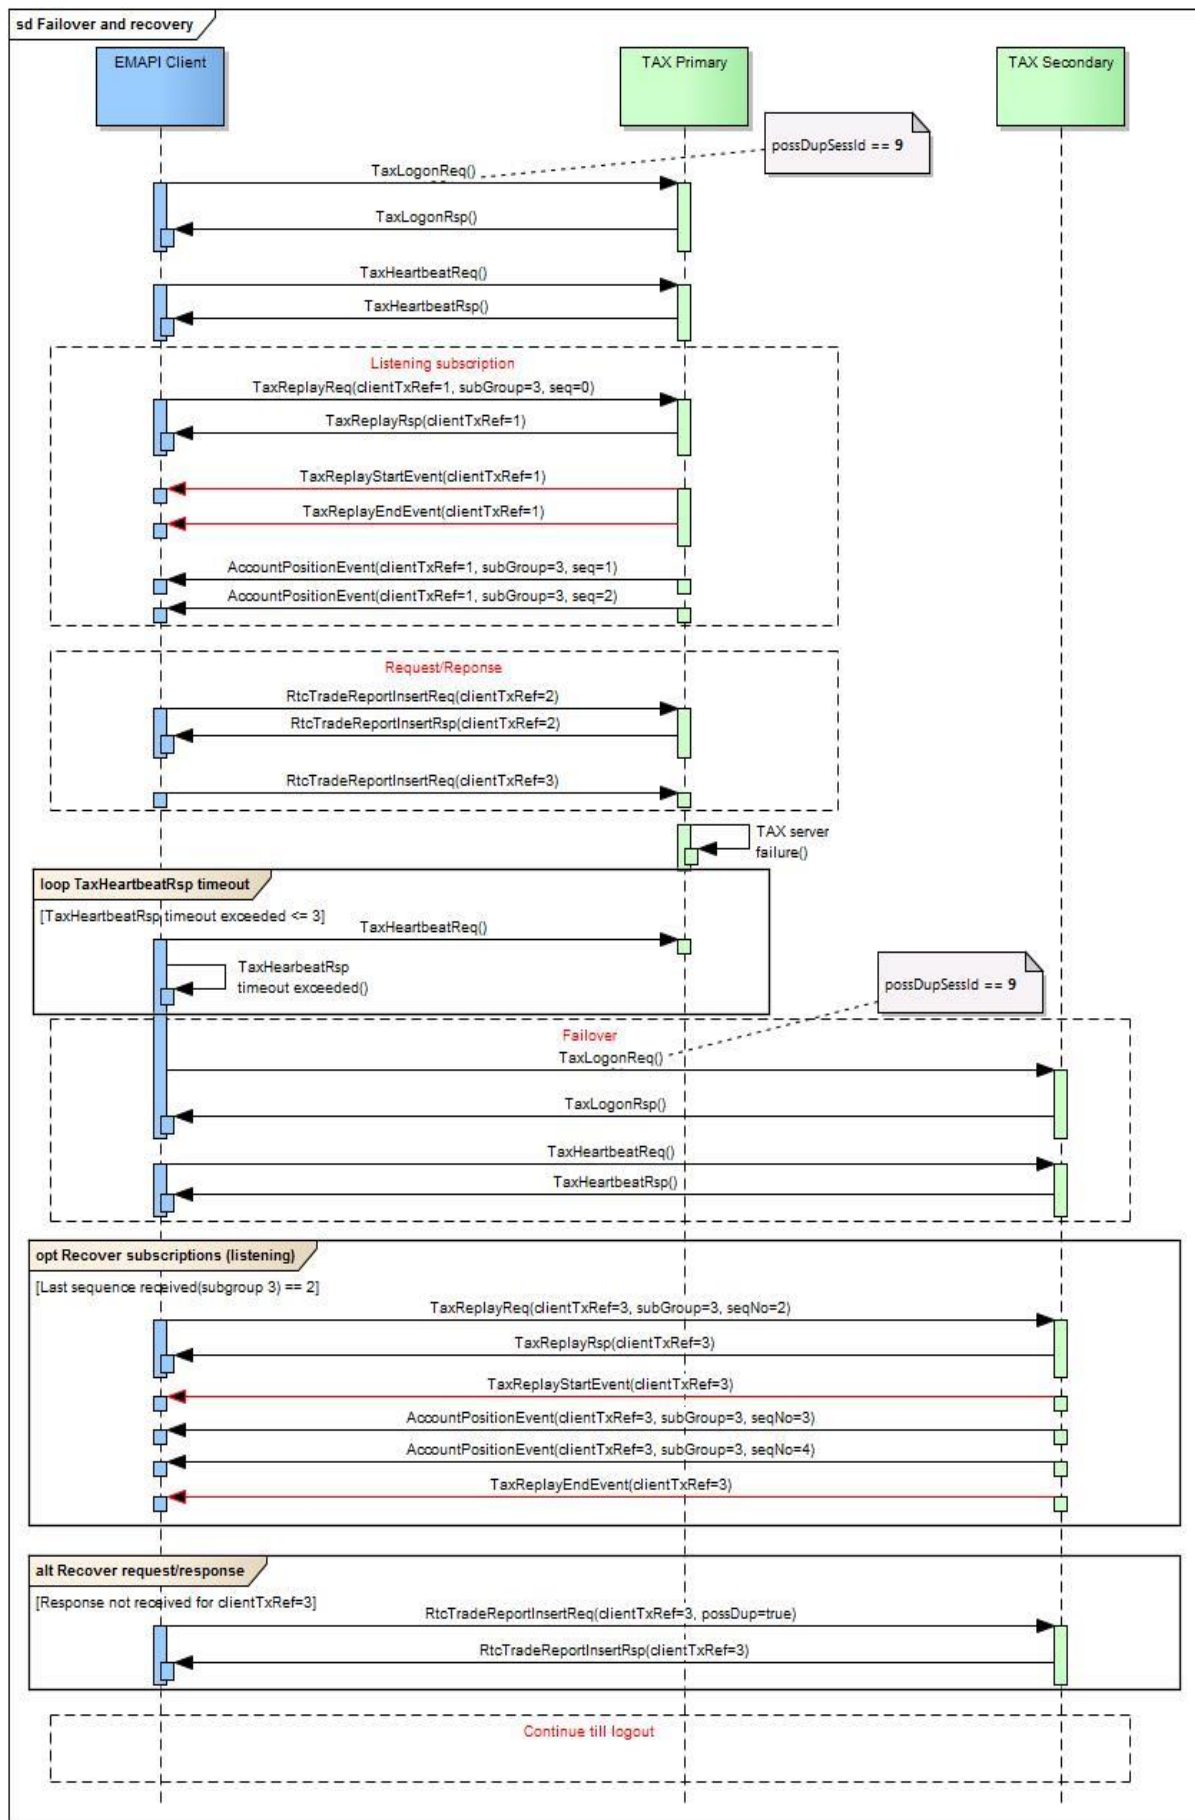 sd Failover and recovery
EMAPI Client
TAX Primary
TAX Secondary
possDupSessId == 9
TaxLogonReq()
TaxLogonRsp()
TaxHeartbeatReq()
TaxHeartbeatRsp()
Listening subscription
TaxReplayReq(clientTxRef=1, subGroup=3, seq=0)
TaxReplayRsp(clientTxRef=1)
TaxReplayStartEvent(clientTxRef=1)
TaxReplayEndEvent(clientTxRef=1)
AccountPositionEvent(clientTxRef=1, subGroup=3, seq=1)
AccountPositionEvent(clientTxRef=1, subGroup=3, seq=2)
Request/Reponse
RtcTradeReportInsertReq(clientTxRef=2)
RtcTradeReportInsertRsp(clientTxRef=2)
RtcTradeReportInsertReq(clientTxRef=3)
TAX server
failure()
loop TaxHeartbeatRsp timeout
[TaxHeartbeatRsp timeout exceeded <= 3]
TaxHeartbeatReq()
TaxHearbeatRsp
timeout exceeded()
possDupSessId == 9
Failover
TaxLogonReq()
TaxLogonRsp()
TaxHeartbeatReq()
TaxHeartbeatRsp()
opt Recover subscriptions (listening)
[Last sequence received(subgroup 3) == 2]
TaxReplayReq(clientTxRef=3, subGroup=3, seqNo=2)
TaxReplayRsp(clientTxRef=3)
TaxReplayStartEvent(clientTxRef=3)
AccountPositionEvent(clientTxRef=3, subGroup=3, seqNo=3)
AccountPositionEvent(clientTxRef=3, subGroup=3, seqNo=4)
TaxReplayEndEvent(clientTxRef=3)
alt Recover request/response
[Response not received for clientTxRef=3]
RtcTradeReportInsertReq(clientTxRef=3, possDup=true)
RtcTradeReportInsertRsp(clientTxRef=3)
Continue till logout